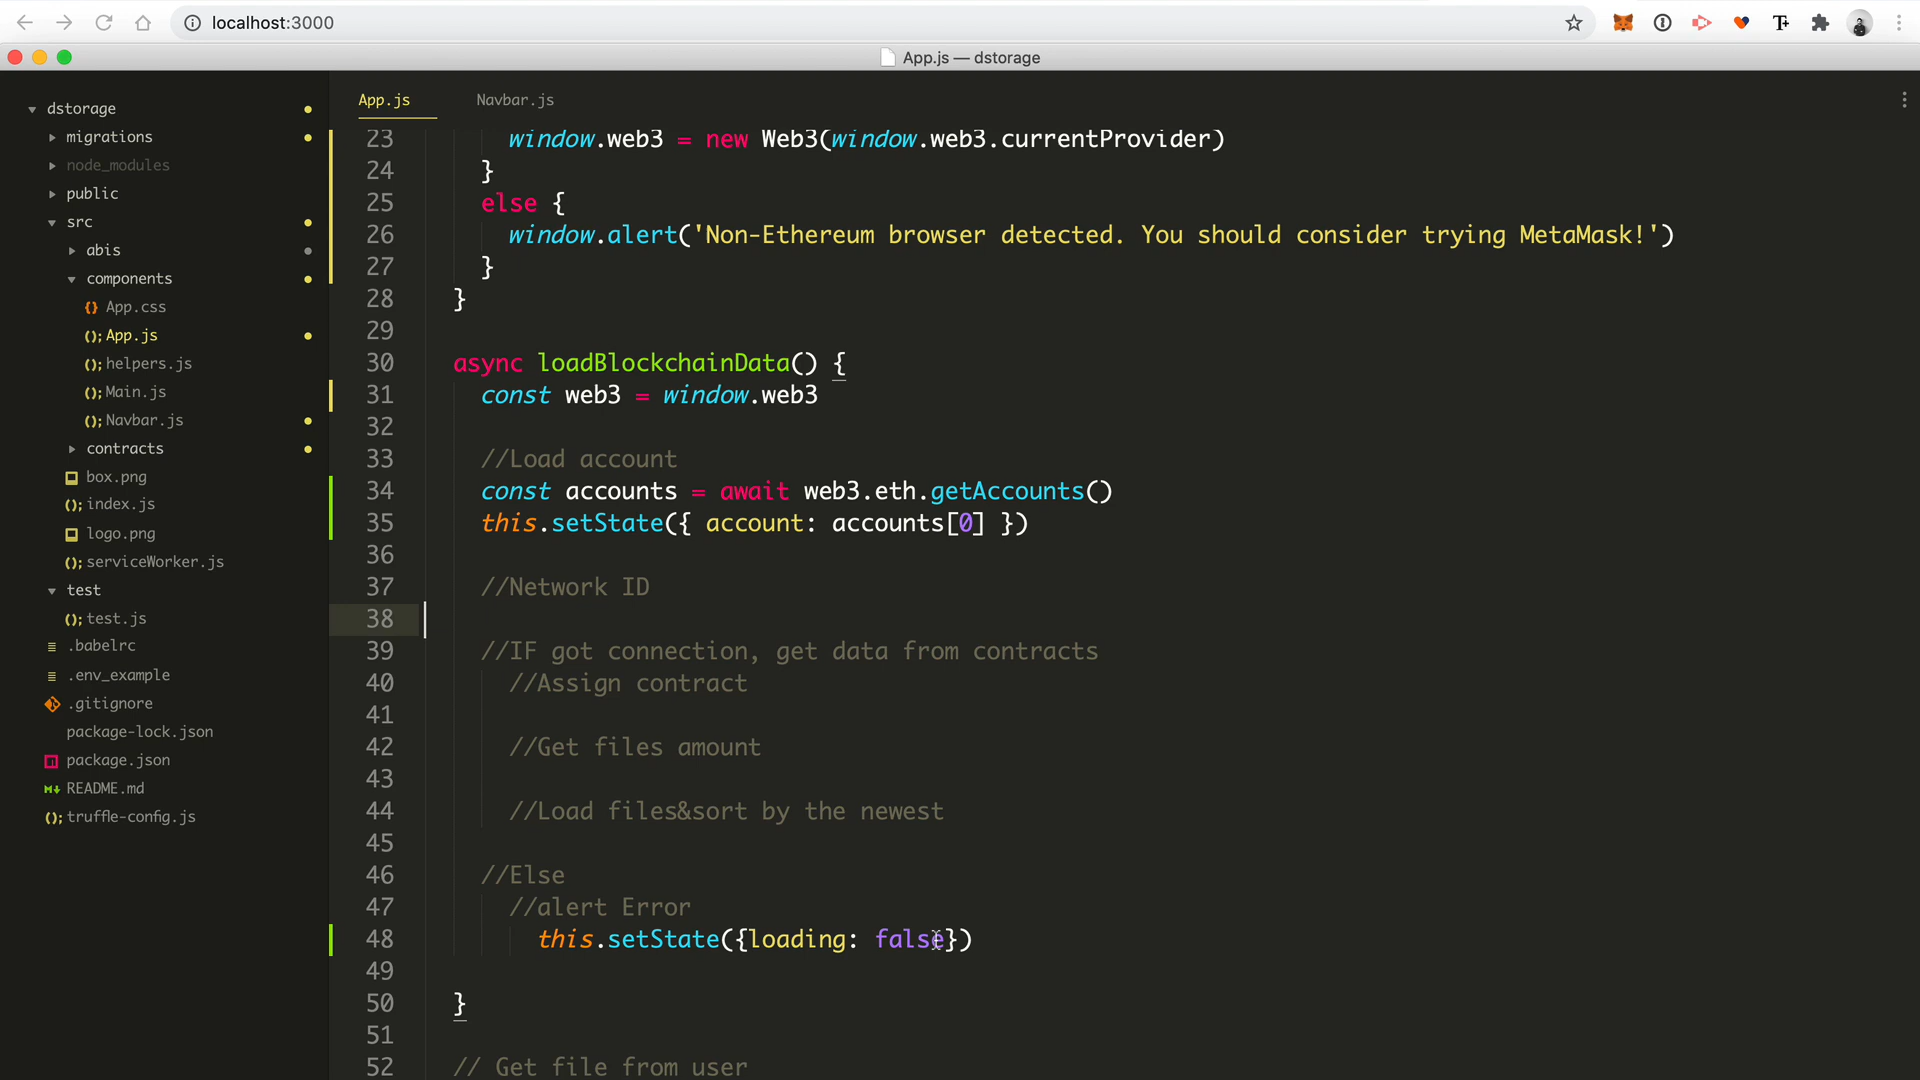 localhost:3000
App.js — dstorage
dstorage
migrations
node_modules
public
src
abis
components
App.css
App.js
helpers.js
Main.js
Navbar.js
contracts
box.png
index.js
logo.png
serviceWorker.js
test
test.js
.babelrc
.env_example
.gitignore
package-lock.json
package.json
README.md
truffle-config.js
App.js
Navbar.js
23 window.web3 = new Web3(window.web3.currentProvider)
24 }
25 else {
26 window.alert('Non-Ethereum browser detected. You should consider trying MetaMask!')
27 }
28 }
29
30 async loadBlockchainData() {
31 const web3 = window.web3
32
33 //Load account
34 const accounts = await web3.eth.getAccounts()
35 this.setState({ account: accounts[0] })
36
37 //Network ID
38
39 //IF got connection, get data from contracts
40 //Assign contract
41
42 //Get files amount
43
44 //Load files&sort by the newest
45
46 //Else
47 //alert Error
48 this.setState({loading: false})
49
50 }
51
52 // Get file from user